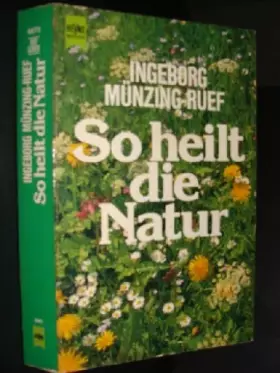 INGEBORG
MÜNZING-RUEF
So heilt
die
Natur
INGEBORG MÜNZING-RUEF
So heilt die Natur